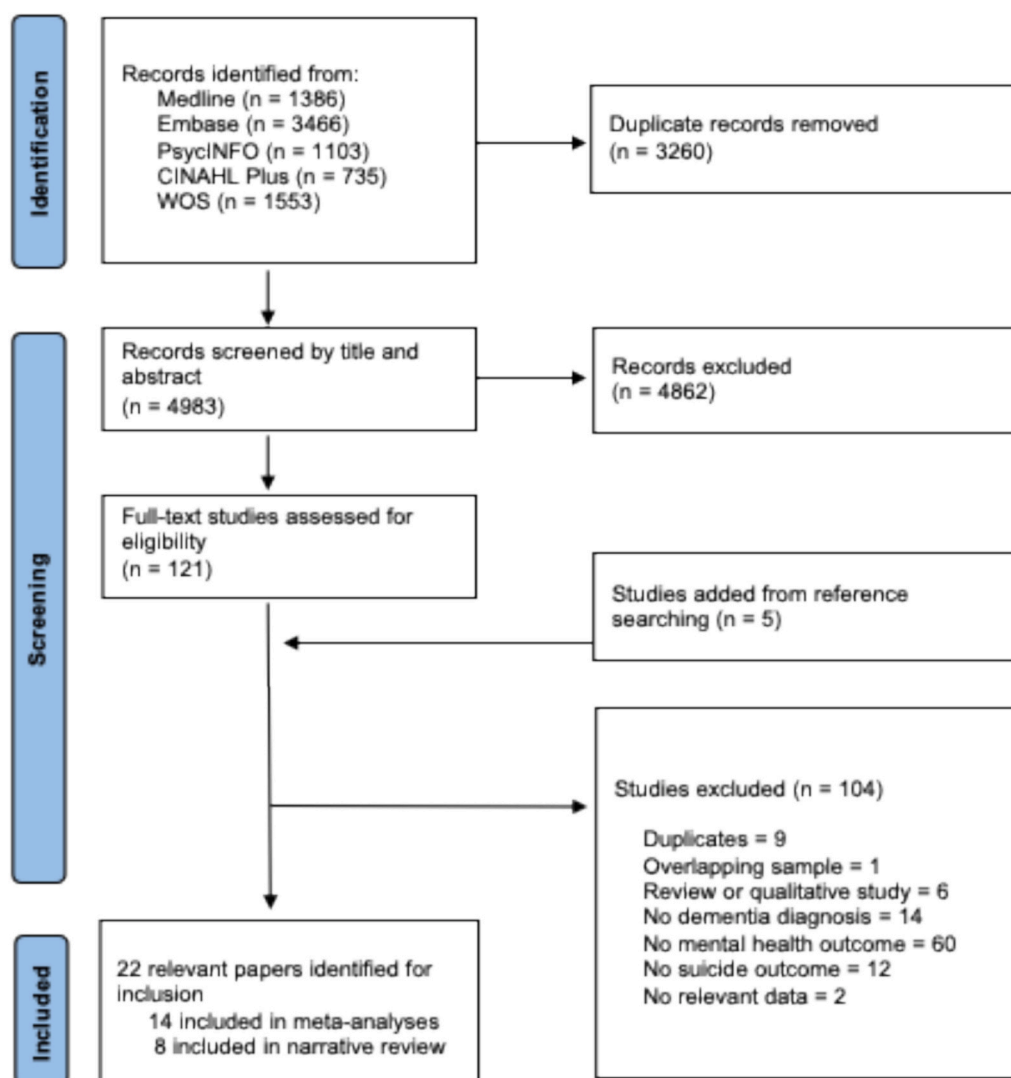 Identification
Records identified from:
Medline (n = 1386)
Embase (n = 3466)
PsycINFO (n = 1103)
CINAHL Plus (n = 735)
WOS (n = 1553)
Duplicate records removed
(n = 3260)
Screening
Records screened by title and
abstract
(n = 4983)
Records excluded
(n = 4862)
Full-text studies assessed for
eligibility
(n = 121)
Studies added from reference
searching (n = 5)
Studies excluded (n = 104)
Duplicates = 9
Overlapping sample = 1
Review or qualitative study = 6
No dementia diagnosis = 14
No mental health outcome = 60
No suicide outcome = 12
No relevant data = 2
Included
22 relevant papers identified for
inclusion
14 included in meta-analyses
8 included in narrative review